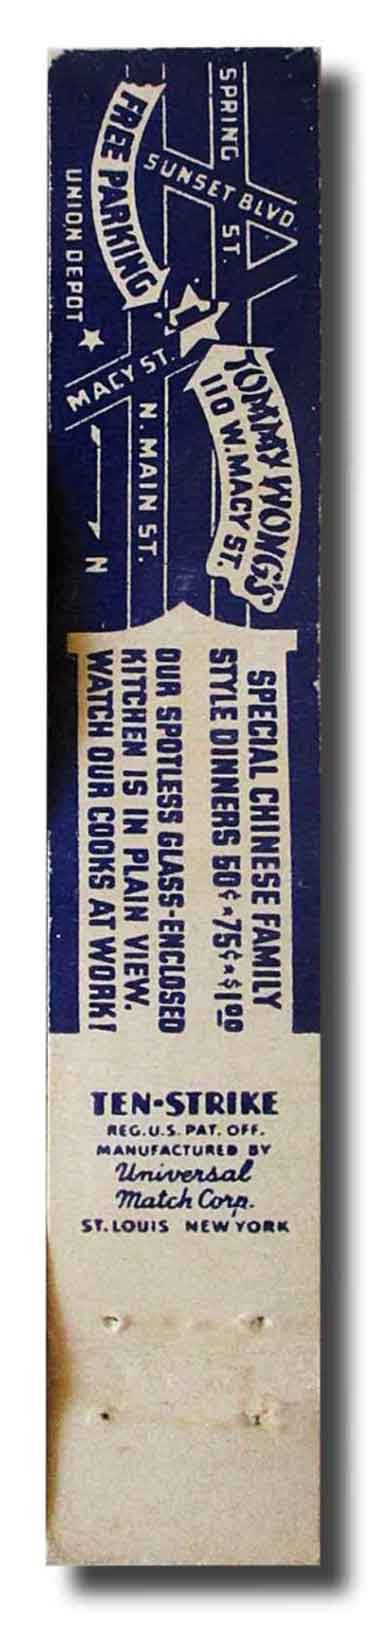 SPRING ST.
SUNSET BLVD.
FREE PARKING
UNION DEPOT
MACY ST.
N. MAIN ST.
N
TOMMY WONG'S
110 W. MACY ST.
SPECIAL CHINESE FAMILY
STYLE DINNERS 50¢★75¢★$1.00
OUR SPOTLESS GLASS-ENCLOSED
KITCHEN IS IN PLAIN VIEW.
WATCH OUR COOKS AT WORK!
TEN-STRIKE
REG. U.S. PAT. OFF.
MANUFACTURED BY
Universal
Match Corp.
ST. LOUIS NEW YORK